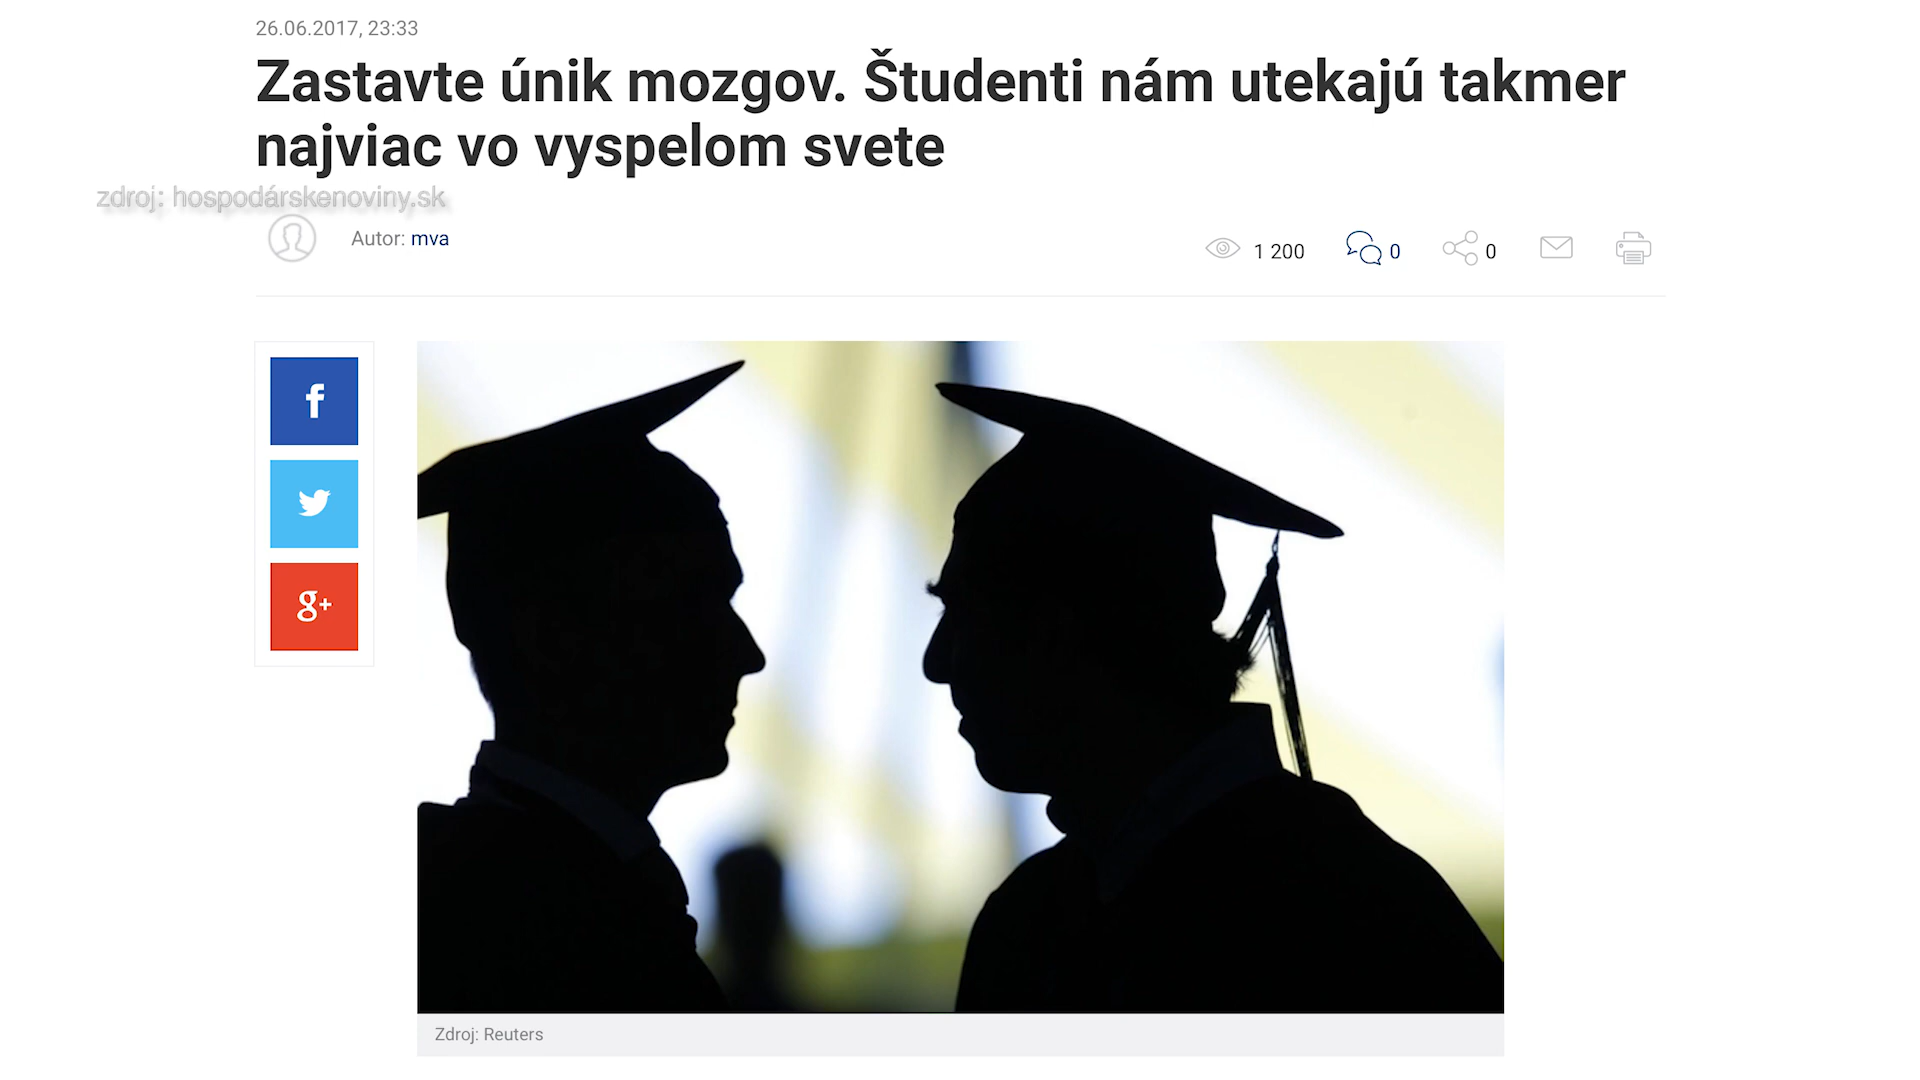 26.06.2017, 23:33
Zastavte únik mozgov. Študenti nám utekajú takmer
najviac vo vyspelom svete
zdroj: hospodárskenoviny.sk
Autor: mva
1 200
0
0
f
g+
Zdroj: Reuters